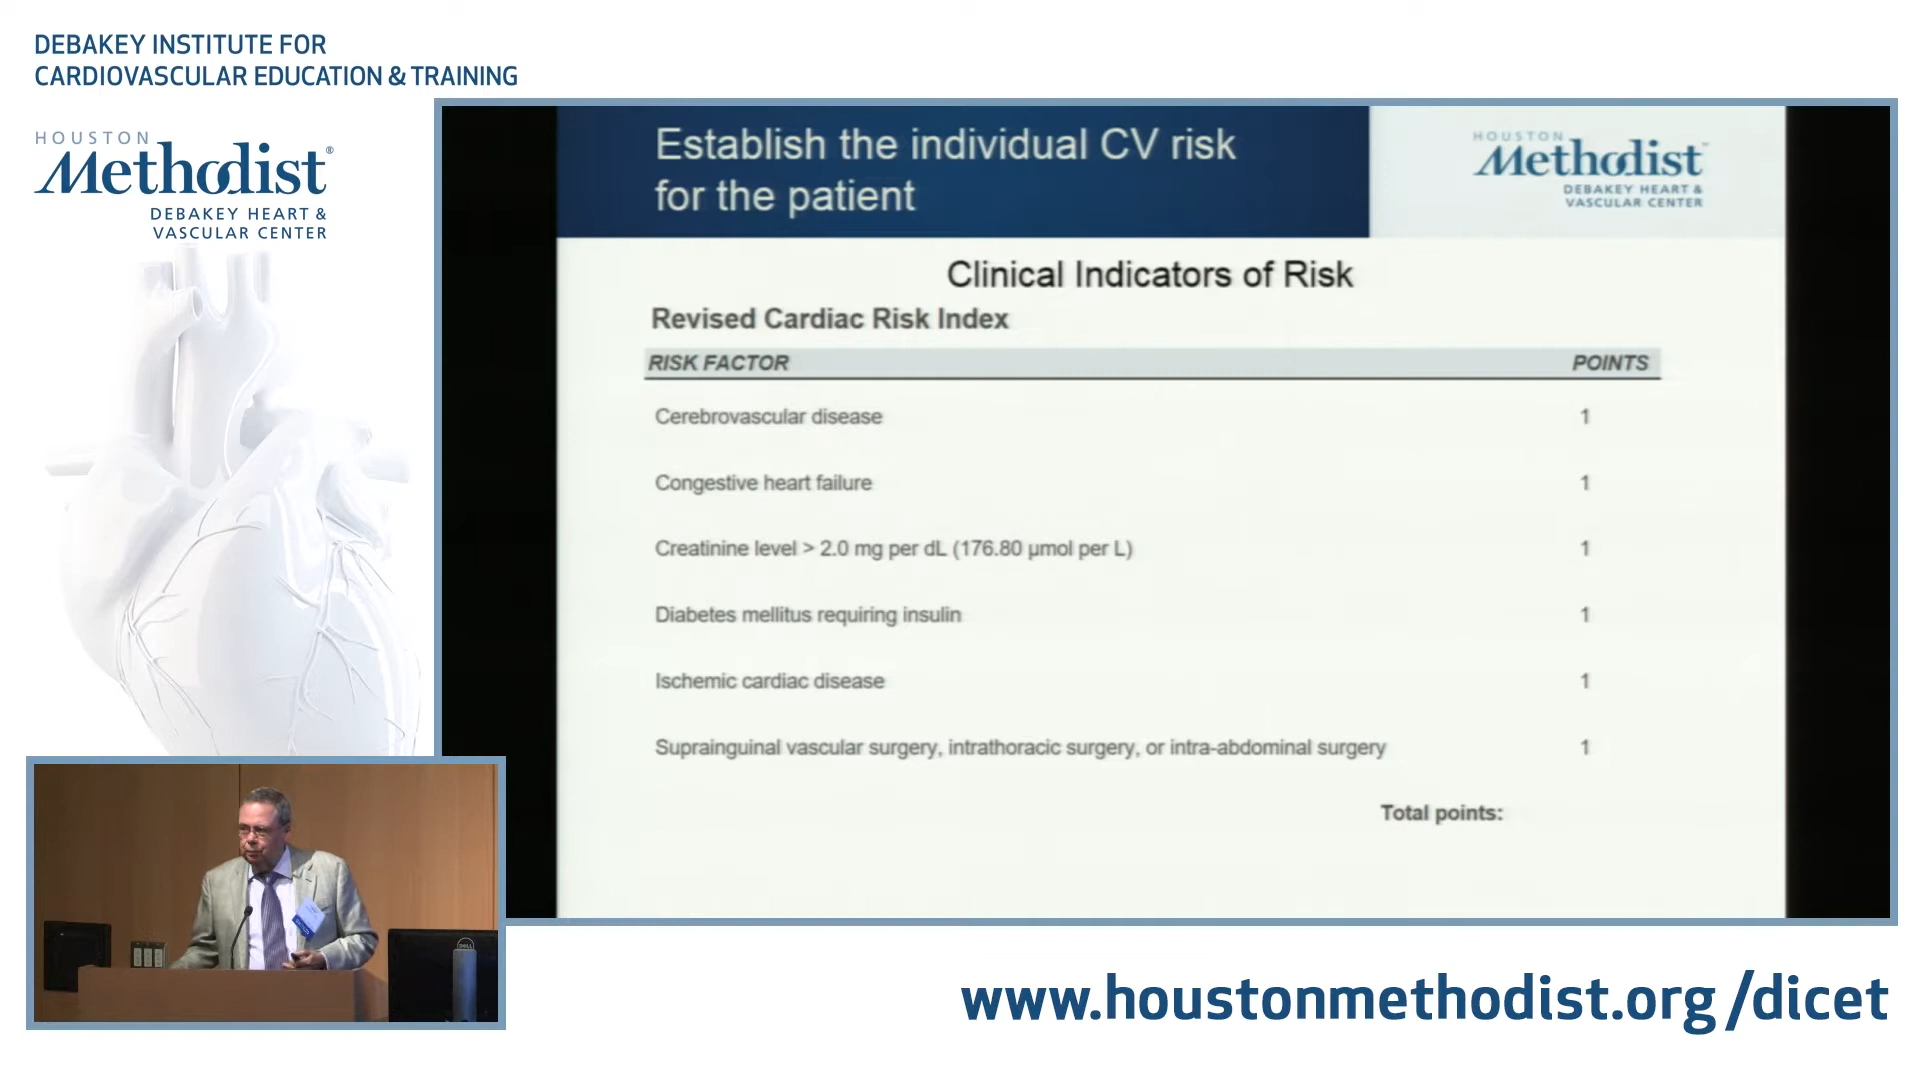 DEBAKEY INSTITUTE FOR
CARDIOVASCULAR EDUCATION & TRAINING
HOUSTON
Methodist®
DEBAKEY HEART &
VASCULAR CENTER
Establish the individual CV risk
for the patient
HOUSTON
Methodist
DEBAKEY HEART &
VASCULAR CENTER
Clinical Indicators of Risk
Revised Cardiac Risk Index
RISK FACTOR POINTS
Cerebrovascular disease 1
Congestive heart failure 1
Creatinine level > 2.0 mg per dL (176.80 µmol per L) 1
Diabetes mellitus requiring insulin 1
Ischemic cardiac disease 1
Suprainguinal vascular surgery, intrathoracic surgery, or intra-abdominal surgery 1
Total points:
DELL
www.houstonmethodist.org/dicet